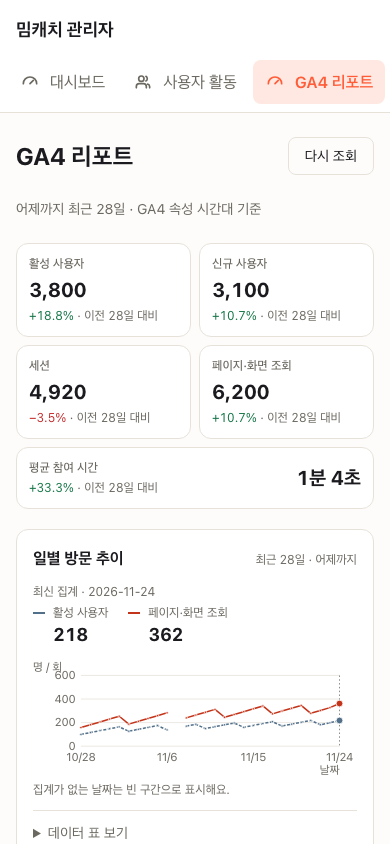 밈캐치 관리자
대시보드 사용자 활동 GA4 리포트
GA4 리포트 다시 조회
어제까지 최근 28일 · GA4 속성 시간대 기준
활성 사용자 신규 사용자
3,800 3,100
+18.8% · 이전 28일 대비 +10.7% · 이전 28일 대비
세션 페이지·화면 조회
4,920 6,200
−3.5% · 이전 28일 대비 +10.7% · 이전 28일 대비
평균 참여 시간
+33.3% · 이전 28일 대비 1분 4초
일별 방문 추이 최근 28일 · 어제까지
최신 집계 · 2026-11-24
활성 사용자 페이지·화면 조회
218 362
명 / 회
600
400
200
0
10/28 11/6 11/15 11/24
날짜
집계가 없는 날짜는 빈 구간으로 표시해요.
▶ 데이터 표 보기